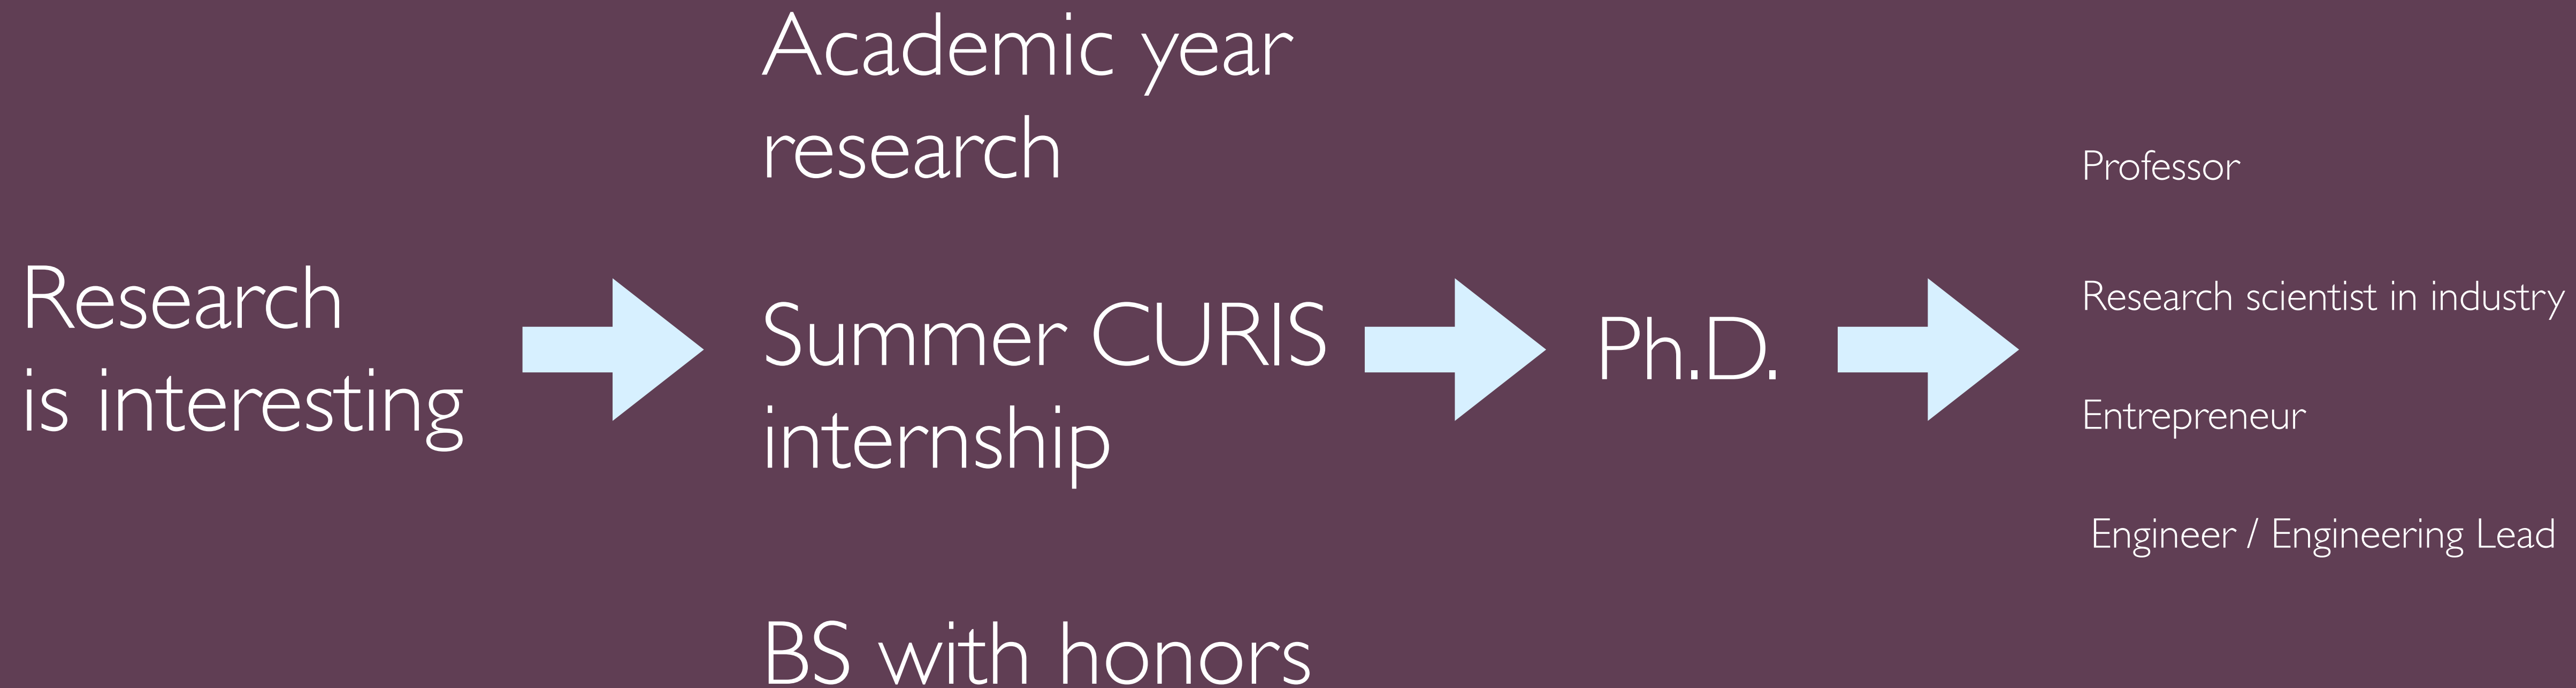 Research
is interesting
Academic year
research
Summer CURIS
internship
BS with honors
Ph.D.
Professor
Research scientist in industry
Entrepreneur
Engineer / Engineering Lead